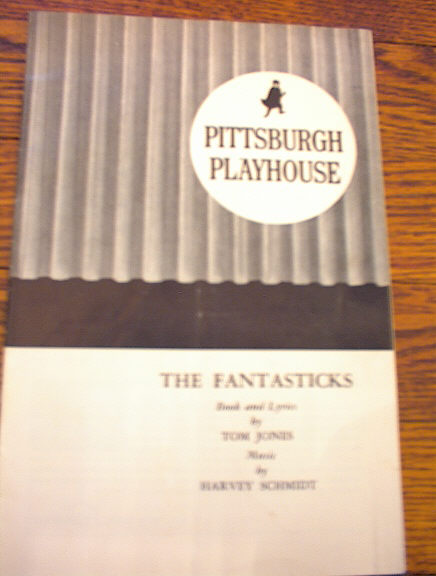 PITTSBURGH
PLAYHOUSE
THE FANTASTICKS
Book and Lyrics
by
TOM JONES
Music
by
HARVEY SCHMIDT